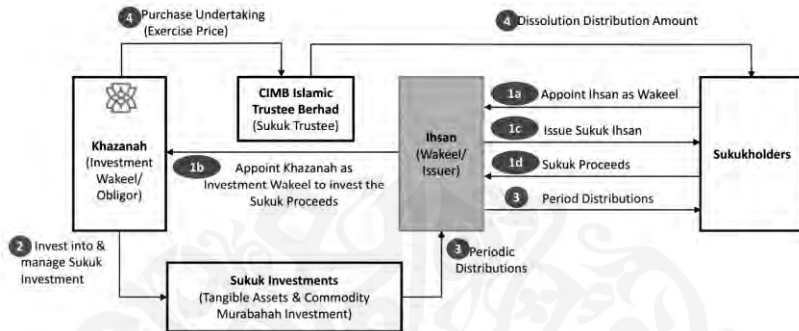 4 Purchase Undertaking
(Exercise Price)
4 Dissolution Distribution Amount
CIMB Islamic
Trustee Berhad
(Sukuk Trustee)
Khazanah
(Investment
Wakeel/
Obligor)
1b Appoint Khazanah as
Investment Wakeel to invest the
Sukuk Proceeds
Ihsan
(Wakeel/
Issuer)
1a Appoint Ihsan as Wakeel
1c Issue Sukuk Ihsan
1d Sukuk Proceeds
3 Period Distributions
Sukukholders
2 Invest into &
manage Sukuk
Investment
Sukuk Investments
(Tangible Assets & Commodity
Murabahah Investment)
3 Periodic
Distributions